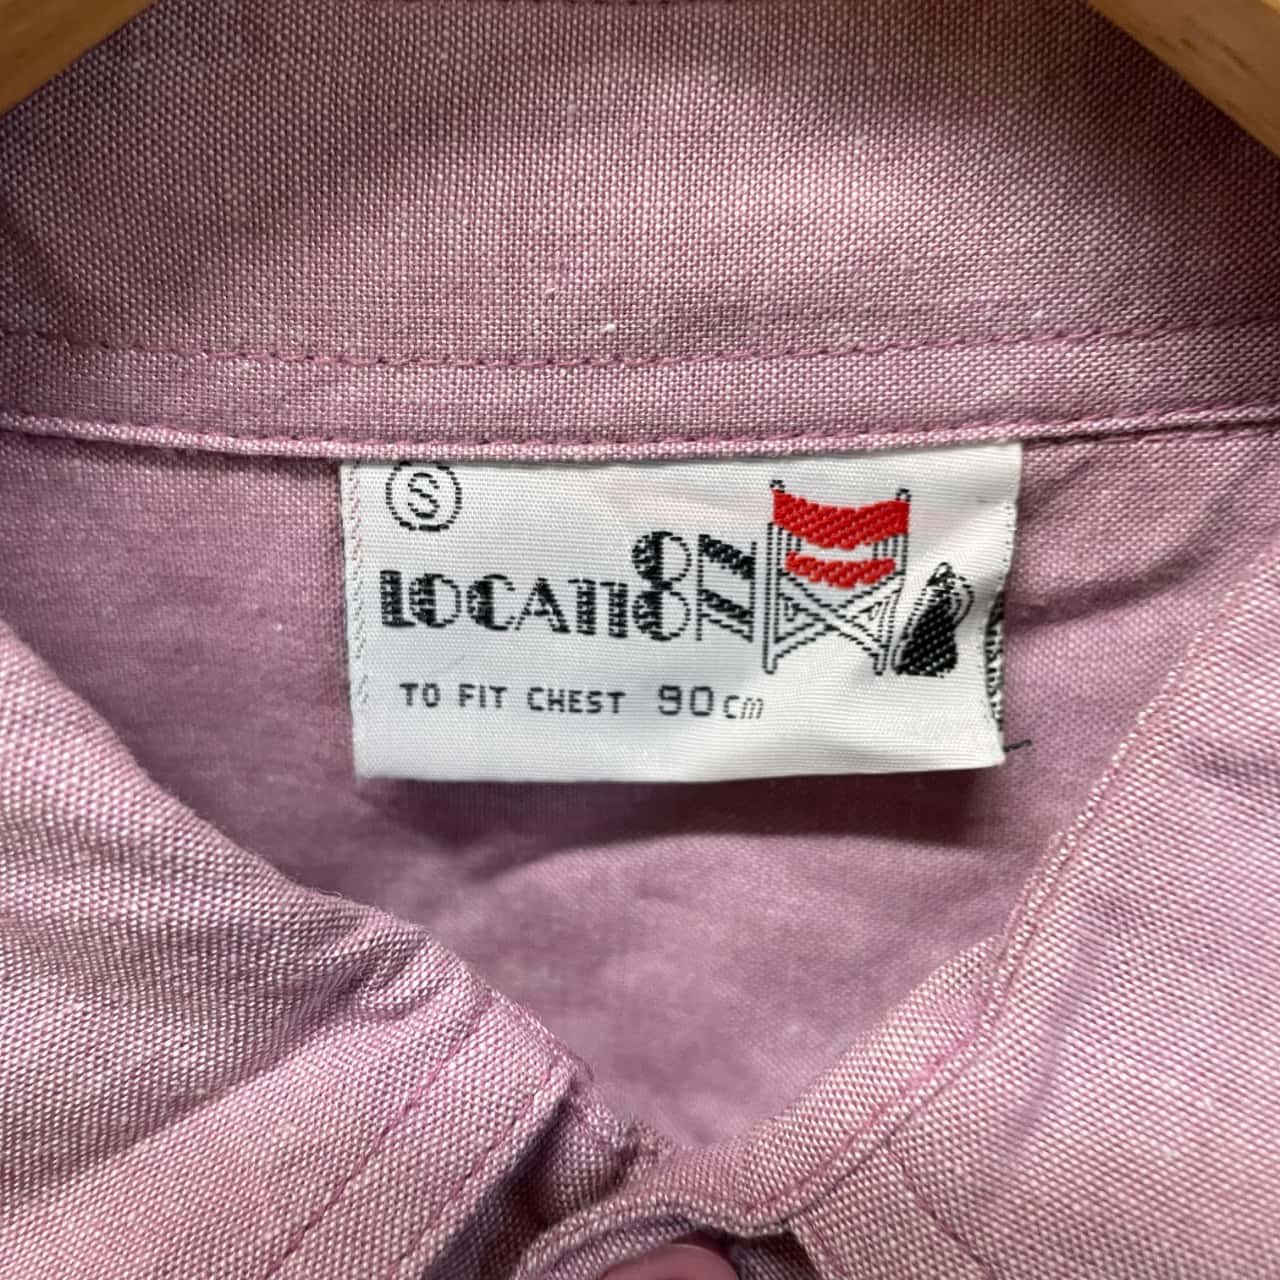 S
LOCATION
TO FIT CHEST 90cm